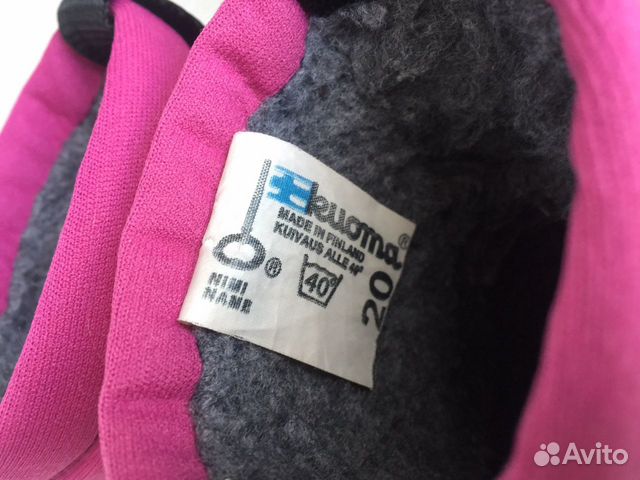 kuoma®
MADE IN FINLAND
KUIVAUS ALLE 40°
®
40°
20
NIMI
NAME
Avito